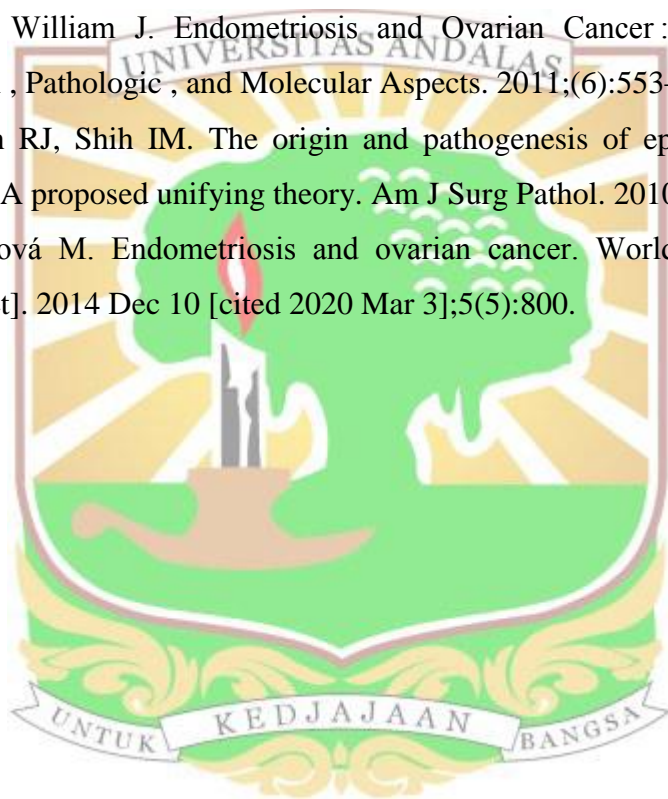 William J. Endometriosis and Ovarian Cancer :
, Pathologic , and Molecular Aspects. 2011;(6):553-
RJ, Shih IM. The origin and pathogenesis of ep
A proposed unifying theory. Am J Surg Pathol. 2010
ová M. Endometriosis and ovarian cancer. World
t]. 2014 Dec 10 [cited 2020 Mar 3];5(5):800.
UNIVERSITAS ANDALAS
UNTUK KEDJAJAAN BANGSA